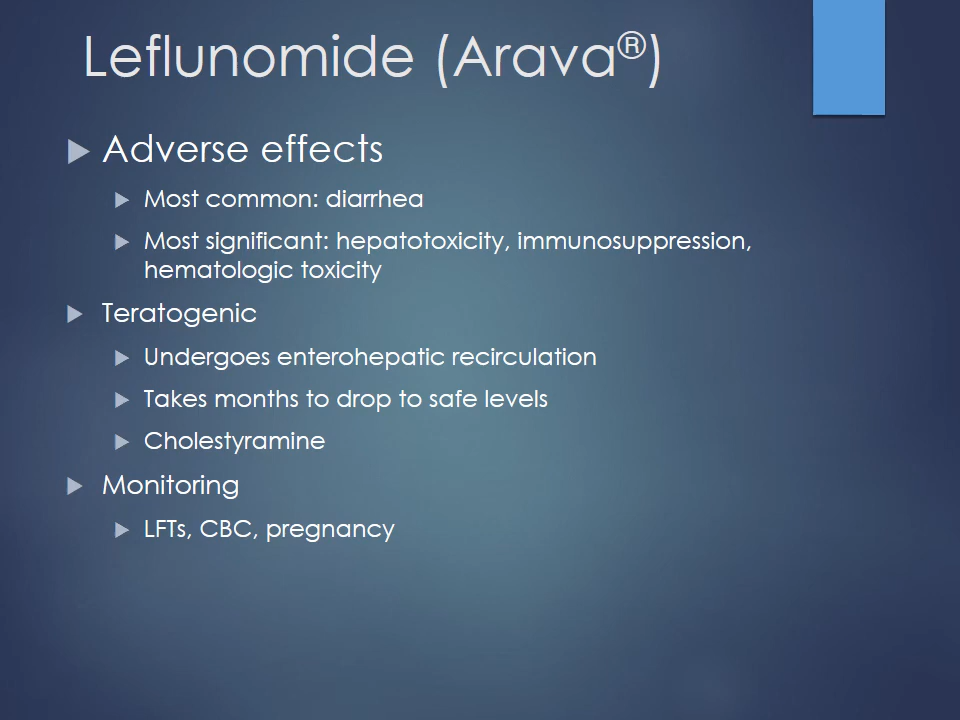 Leflunomide (Arava®)
Adverse effects
Most common: diarrhea
Most significant: hepatotoxicity, immunosuppression,
hematologic toxicity
Teratogenic
Undergoes enterohepatic recirculation
Takes months to drop to safe levels
Cholestyramine
Monitoring
LFTs, CBC, pregnancy